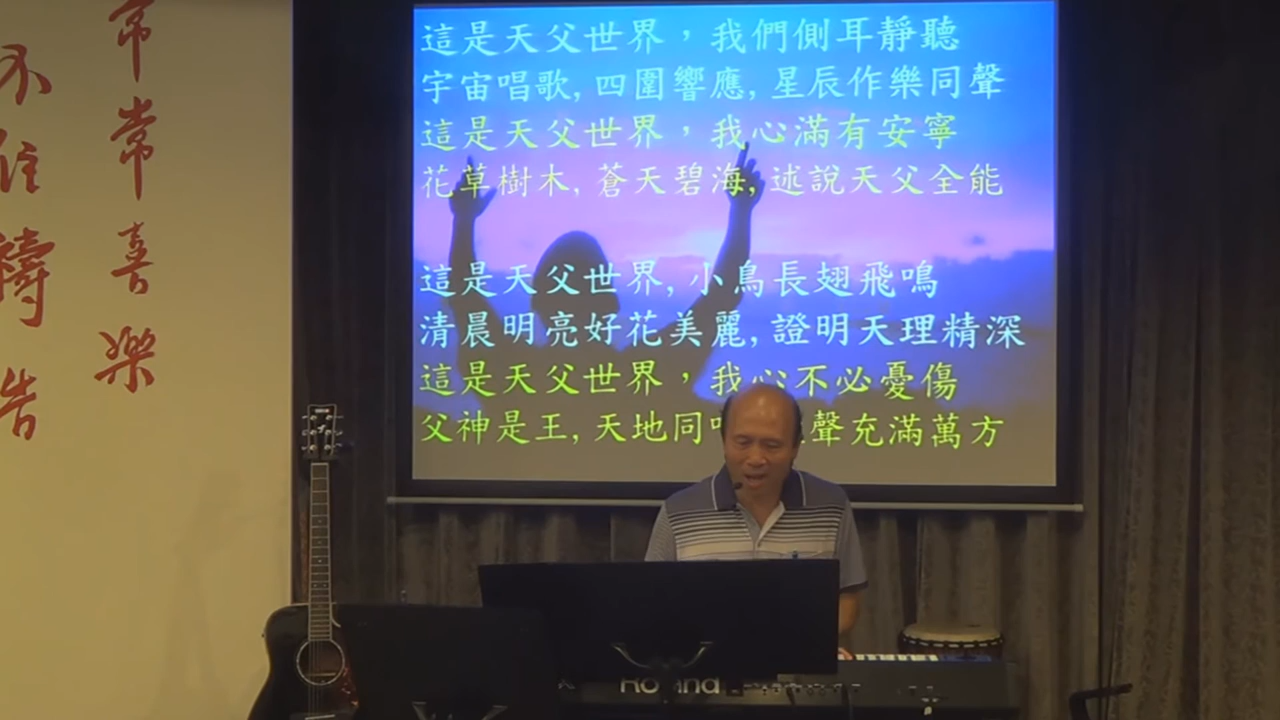 這是天父世界，我們側耳靜聽
宇宙唱歌, 四圍響應, 星辰作樂同聲
這是天父世界，我心滿有安寧
花草樹木, 蒼天碧海, 述說天父全能
這是天父世界, 小鳥長翅飛鳴
清晨明亮好花美麗, 證明天理精深
這是天父世界，我心不必憂傷
父神是王, 天地同 聲充滿萬方
常常喜樂
不住禱告
Roland